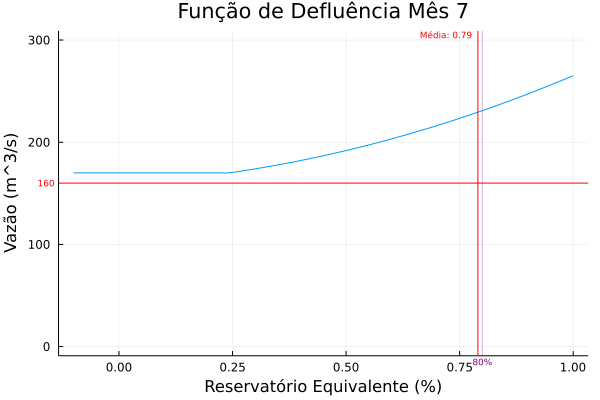 Função de Defluência Mês 7
Média: 0.79
300
200
160
100
0
Vazão (m^3/s)
0.00
0.25
0.50
0.75
80%
1.00
Reservatório Equivalente (%)